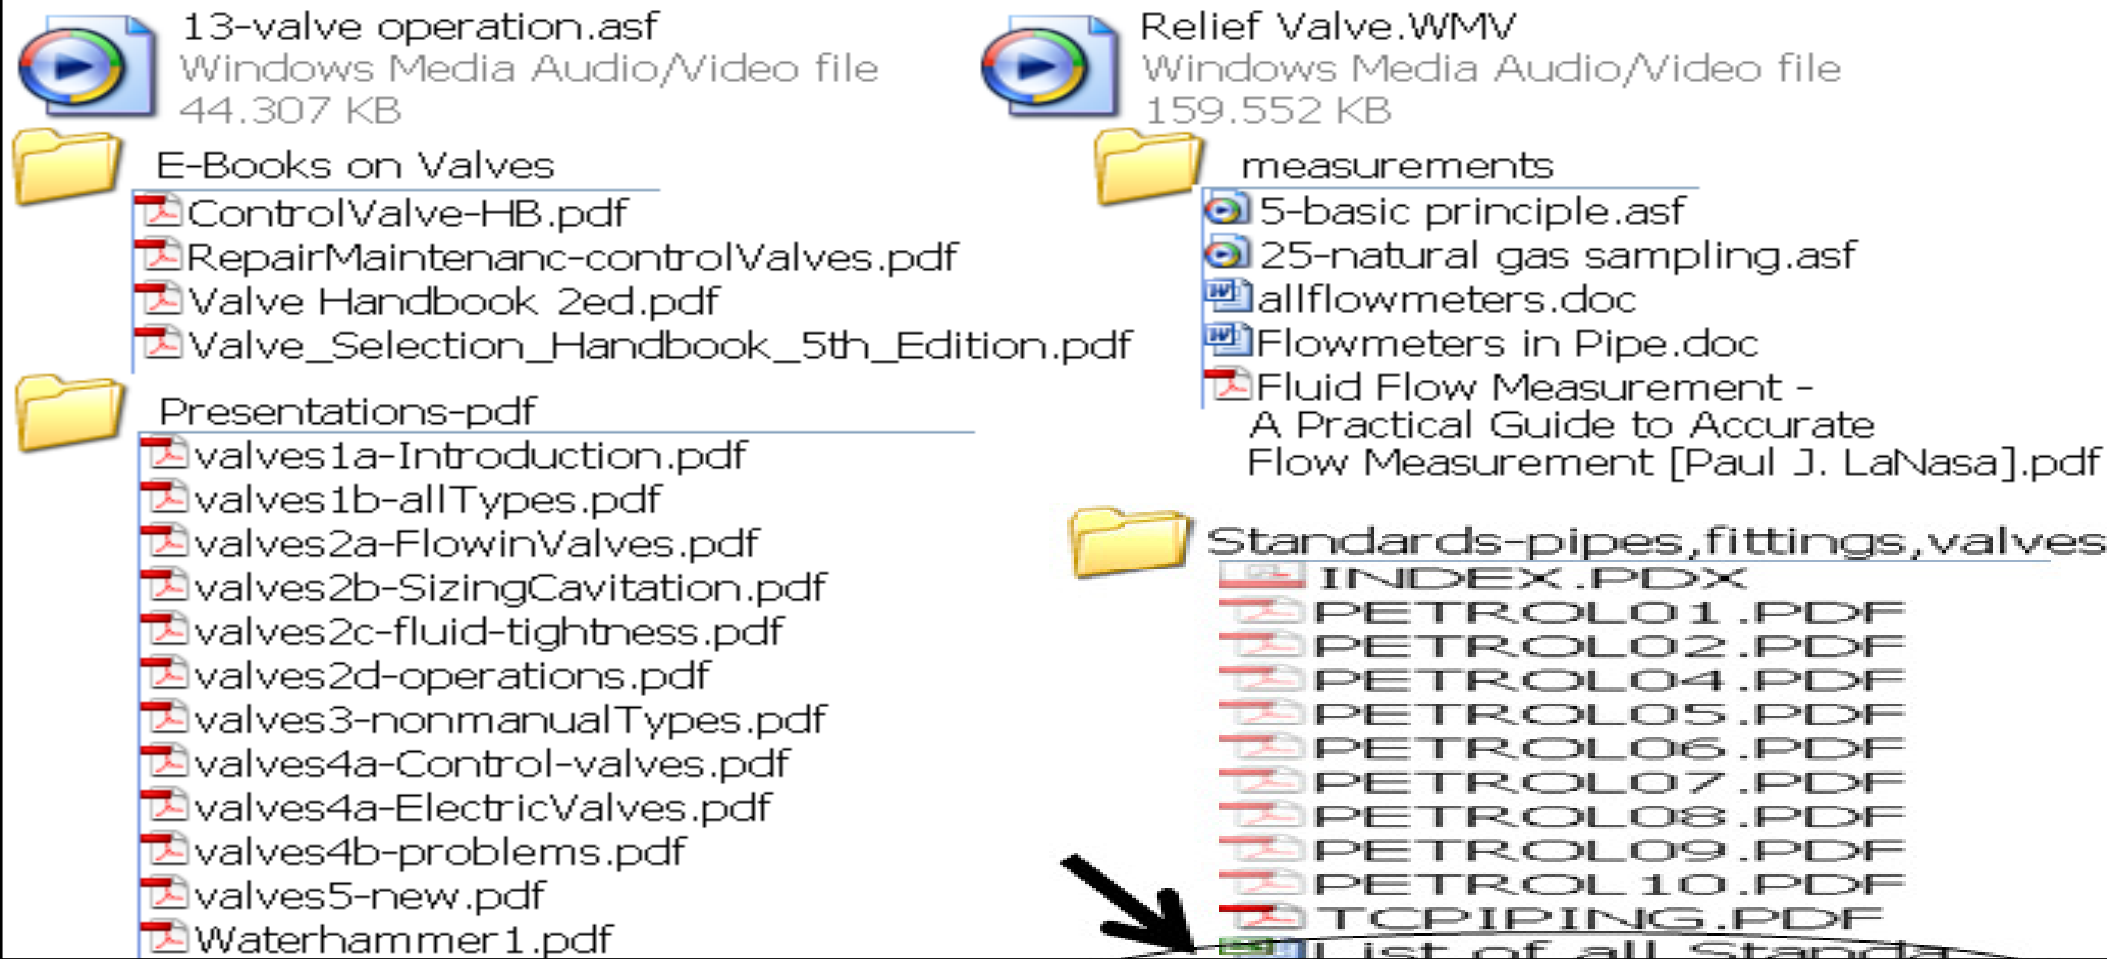 13-valve operation.asf
Windows Media Audio/Video file
44.307 KB
E-Books on Valves
ControlValve-HB.pdf
RepairMaintenanc-controlValves.pdf
Valve Handbook 2ed.pdf
Valve_Selection_Handbook_5th_Edition.pdf
Presentations-pdf
valves1a-Introduction.pdf
valves1b-allTypes.pdf
valves2a-FlowinValves.pdf
valves2b-SizingCavitation.pdf
valves2c-fluid-tightness.pdf
valves2d-operations.pdf
valves3-nonmanualTypes.pdf
valves4a-Control-valves.pdf
valves4a-ElectricValves.pdf
valves4b-problems.pdf
valves5-new.pdf
Waterhammer1.pdf
Relief Valve.WMV
Windows Media Audio/Video file
159.552 KB
measurements
5-basic principle.asf
25-natural gas sampling.asf
allflowmeters.doc
Flowmeters in Pipe.doc
Fluid Flow Measurement -
A Practical Guide to Accurate
Flow Measurement [Paul J. LaNasa].pdf
Standards-pipes,fittings,valves
INDEX.PDX
PETROL01.PDF
PETROL02.PDF
PETROL04.PDF
PETROL05.PDF
PETROL06.PDF
PETROL07.PDF
PETROL08.PDF
PETROL09.PDF
PETROL10.PDF
TCPIPING.PDF
List of all Standa